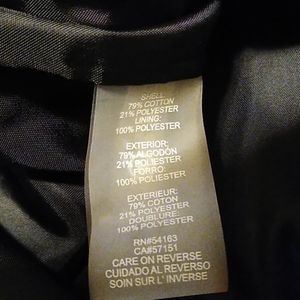 SHELL:
79% COTTON
21% POLYESTER
LINING:
100% POLYESTER
EXTERIOR:
79% ALGODÓN
21% POLIESTER
FORRO:
100% POLIESTER
EXTERIEUR:
79% COTON
21% POLYESTER
DOUBLURE:
100% POLYESTER
RN#54163
CA#57151
CARE ON REVERSE
CUIDADO AL REVERSO
SOIN SUR L' INVERSE